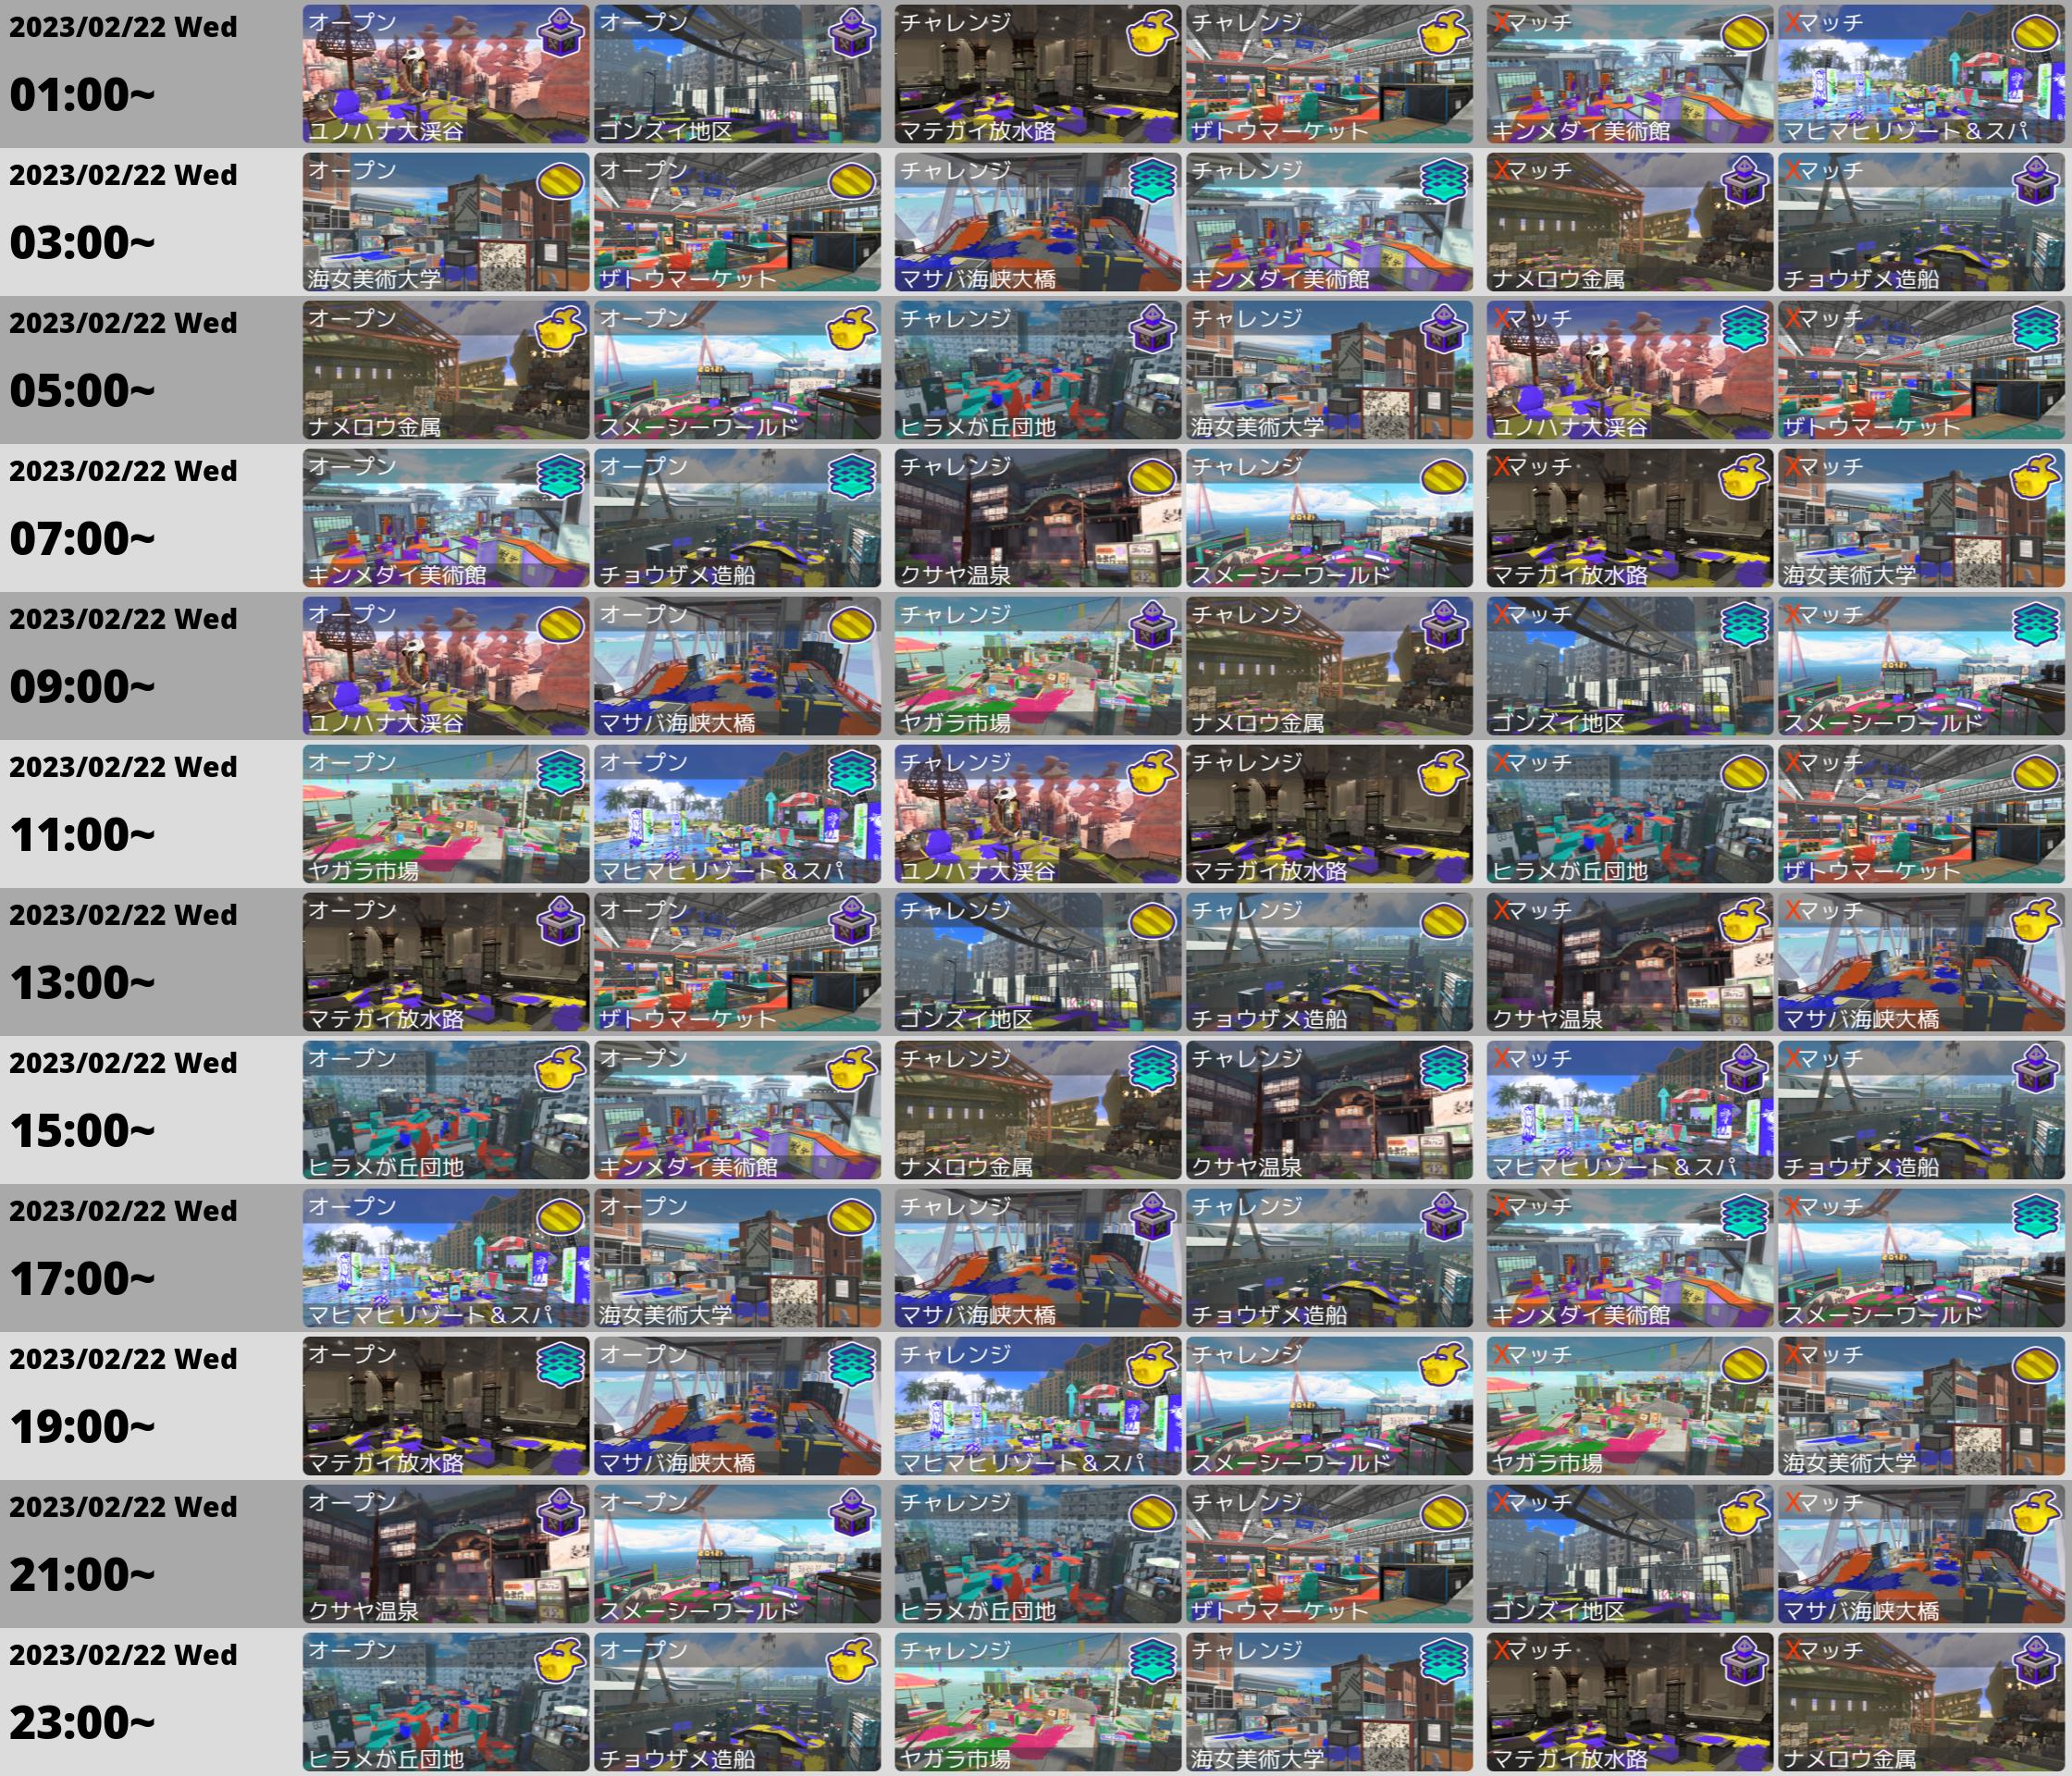 2023/02/22 Wed
01:00~
オープン オープン チャレンジ チャレンジ Xマッチ Xマッチ
ユノハナ大渓谷 ゴンズイ地区 マテガイ放水路 ザトウマーケット キンメダイ美術館 マヒマヒリゾート＆スパ
2023/02/22 Wed
03:00~
オープン オープン チャレンジ チャレンジ Xマッチ Xマッチ
海女美術大学 ザトウマーケット マサバ海峡大橋 キンメダイ美術館 ナメロウ金属 チョウザメ造船
2023/02/22 Wed
05:00~
オープン オープン チャレンジ チャレンジ Xマッチ Xマッチ
ナメロウ金属 スメーシーワールド ヒラメが丘団地 海女美術大学 ユノハナ大渓谷 ザトウマーケット
2023/02/22 Wed
07:00~
オープン オープン チャレンジ チャレンジ Xマッチ Xマッチ
キンメダイ美術館 チョウザメ造船 クサヤ温泉 スメーシーワールド マテガイ放水路 海女美術大学
2023/02/22 Wed
09:00~
オープン オープン チャレンジ チャレンジ Xマッチ Xマッチ
ユノハナ大渓谷 マサバ海峡大橋 ヤガラ市場 ナメロウ金属 ゴンズイ地区 スメーシーワールド
2023/02/22 Wed
11:00~
オープン オープン チャレンジ チャレンジ Xマッチ Xマッチ
ヤガラ市場 マヒマヒリゾート＆スパ ユノハナ大渓谷 マテガイ放水路 ヒラメが丘団地 ザトウマーケット
2023/02/22 Wed
13:00~
オープン オープン チャレンジ チャレンジ Xマッチ Xマッチ
マテガイ放水路 ザトウマーケット ゴンズイ地区 チョウザメ造船 クサヤ温泉 マサバ海峡大橋
2023/02/22 Wed
15:00~
オープン オープン チャレンジ チャレンジ Xマッチ Xマッチ
ヒラメが丘団地 キンメダイ美術館 ナメロウ金属 クサヤ温泉 マヒマヒリゾート＆スパ チョウザメ造船
2023/02/22 Wed
17:00~
オープン オープン チャレンジ チャレンジ Xマッチ Xマッチ
マヒマヒリゾート＆スパ 海女美術大学 マサバ海峡大橋 チョウザメ造船 キンメダイ美術館 スメーシーワールド
2023/02/22 Wed
19:00~
オープン オープン チャレンジ チャレンジ Xマッチ Xマッチ
マテガイ放水路 マサバ海峡大橋 マヒマヒリゾート＆スパ スメーシーワールド ヤガラ市場 海女美術大学
2023/02/22 Wed
21:00~
オープン オープン チャレンジ チャレンジ Xマッチ Xマッチ
クサヤ温泉 スメーシーワールド ヒラメが丘団地 ザトウマーケット ゴンズイ地区 マサバ海峡大橋
2023/02/22 Wed
23:00~
オープン オープン チャレンジ チャレンジ Xマッチ Xマッチ
ヒラメが丘団地 チョウザメ造船 ヤガラ市場 海女美術大学 マテガイ放水路 ナメロウ金属